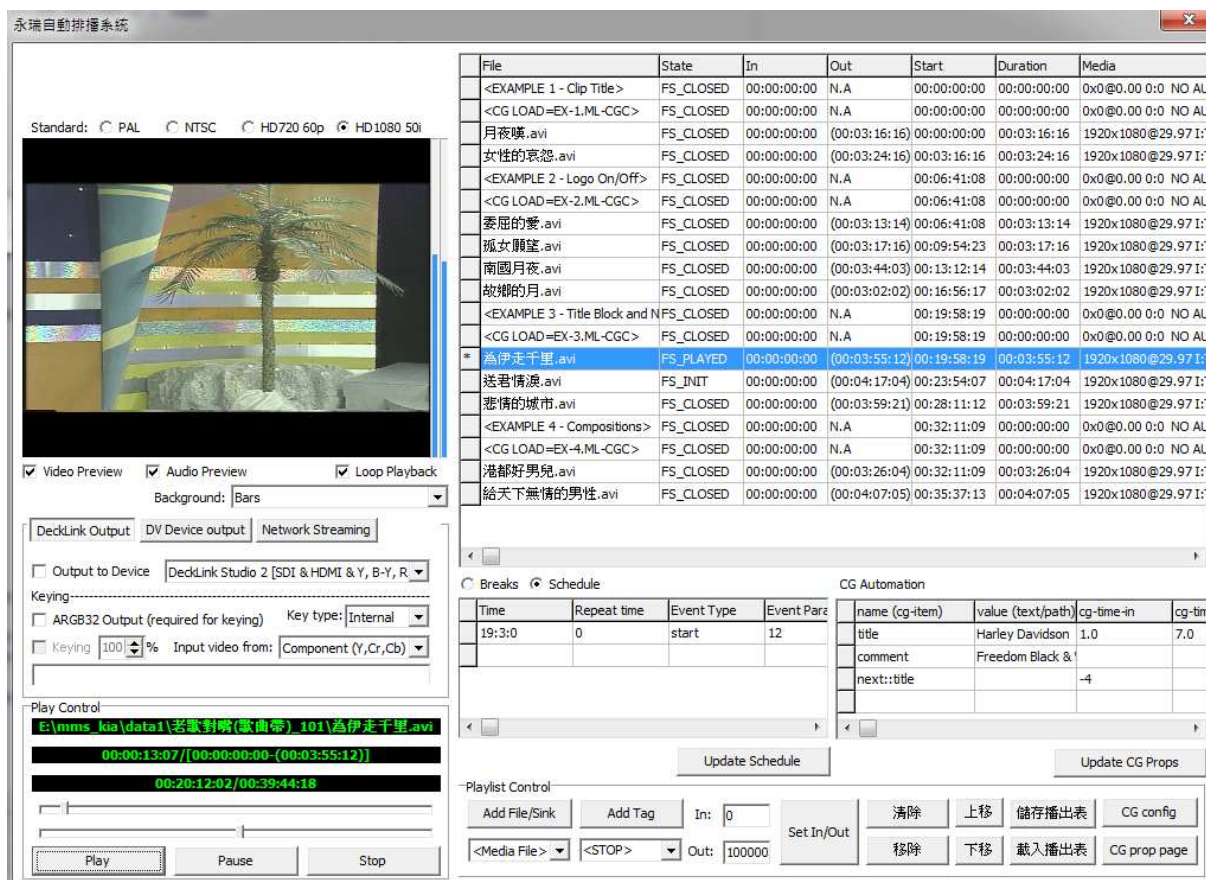 永瑞自動排播系統
Standard: PAL NTSC HD720 60p HD1080 50i
Video Preview Audio Preview Loop Playback
Background: Bars
DeckLink Output DV Device output Network Streaming
Output to Device DeckLink Studio 2 [SDI & HDMI & Y, B-Y, R
Keying
ARGB32 Output (required for keying) Key type: Internal
Keying 100 % Input video from: Component (Y,Cr,Cb)
Play Control
E:\mms_kia\data1\老歌對嘴(歌曲帶)_101\為伊走千里.avi
00:00:13:07/[00:00:00:00-(00:03:55:12)]
00:20:12:02/00:39:44:18
Play Pause Stop
File State In Out Start Duration Media
<EXAMPLE 1 - Clip Title> FS_CLOSED 00:00:00:00 N.A 00:00:00:00 00:00:00:00 0x0@0.00 0:0 NO AU
<CG LOAD=EX-1.ML-CGC> FS_CLOSED 00:00:00:00 N.A 00:00:00:00 00:00:00:00 0x0@0.00 0:0 NO AU
月夜嘆.avi FS_CLOSED 00:00:00:00 (00:03:16:16) 00:00:00:00 00:03:16:16 1920x1080@29.97 I:
女性的哀怨.avi FS_CLOSED 00:00:00:00 (00:03:24:16) 00:03:16:16 00:03:24:16 1920x1080@29.97 I:
<EXAMPLE 2 - Logo On/Off> FS_CLOSED 00:00:00:00 N.A 00:06:41:08 00:00:00:00 0x0@0.00 0:0 NO AU
<CG LOAD=EX-2.ML-CGC> FS_CLOSED 00:00:00:00 N.A 00:06:41:08 00:00:00:00 0x0@0.00 0:0 NO AU
委屈的愛.avi FS_CLOSED 00:00:00:00 (00:03:13:14) 00:06:41:08 00:03:13:14 1920x1080@29.97 I:
孤女願望.avi FS_CLOSED 00:00:00:00 (00:03:17:16) 00:09:54:23 00:03:17:16 1920x1080@29.97 I:
南國月夜.avi FS_CLOSED 00:00:00:00 (00:03:44:03) 00:13:12:14 00:03:44:03 1920x1080@29.97 I:
故鄉的月.avi FS_CLOSED 00:00:00:00 (00:03:02:02) 00:16:56:17 00:03:02:02 1920x1080@29.97 I:
<EXAMPLE 3 - Title Block and N FS_CLOSED 00:00:00:00 N.A 00:19:58:19 00:00:00:00 0x0@0.00 0:0 NO AU
<CG LOAD=EX-3.ML-CGC> FS_CLOSED 00:00:00:00 N.A 00:19:58:19 00:00:00:00 0x0@0.00 0:0 NO AU
* 為伊走千里.avi FS_PLAYED 00:00:00:00 (00:03:55:12) 00:19:58:19 00:03:55:12 1920x1080@29.97 I:
送君情淚.avi FS_INIT 00:00:00:00 (00:04:17:04) 00:23:54:07 00:04:17:04 1920x1080@29.97 I:
悲情的城市.avi FS_CLOSED 00:00:00:00 (00:03:59:21) 00:28:11:12 00:03:59:21 1920x1080@29.97 I:
<EXAMPLE 4 - Compositions> FS_CLOSED 00:00:00:00 N.A 00:32:11:09 00:00:00:00 0x0@0.00 0:0 NO AU
<CG LOAD=EX-4.ML-CGC> FS_CLOSED 00:00:00:00 N.A 00:32:11:09 00:00:00:00 0x0@0.00 0:0 NO AU
港都好男兒.avi FS_CLOSED 00:00:00:00 (00:03:26:04) 00:32:11:09 00:03:26:04 1920x1080@29.97 I:
給天下無情的男性.avi FS_CLOSED 00:00:00:00 (00:04:07:05) 00:35:37:13 00:04:07:05 1920x1080@29.97 I:
Breaks Schedule
Time Repeat time Event Type Event Para
19:3:0 0 start 12
Update Schedule
CG Automation
name (cg-item) value (text/path) cg-time-in cg-tim
title Harley Davidson 1.0 7.0
comment Freedom Black &
next::title -4
Update CG Props
Playlist Control
Add File/Sink Add Tag In: 0 Set In/Out 清除 上移 儲存播出表 CG config
<Media File> <STOP> Out: 100000 移除 下移 載入播出表 CG prop page